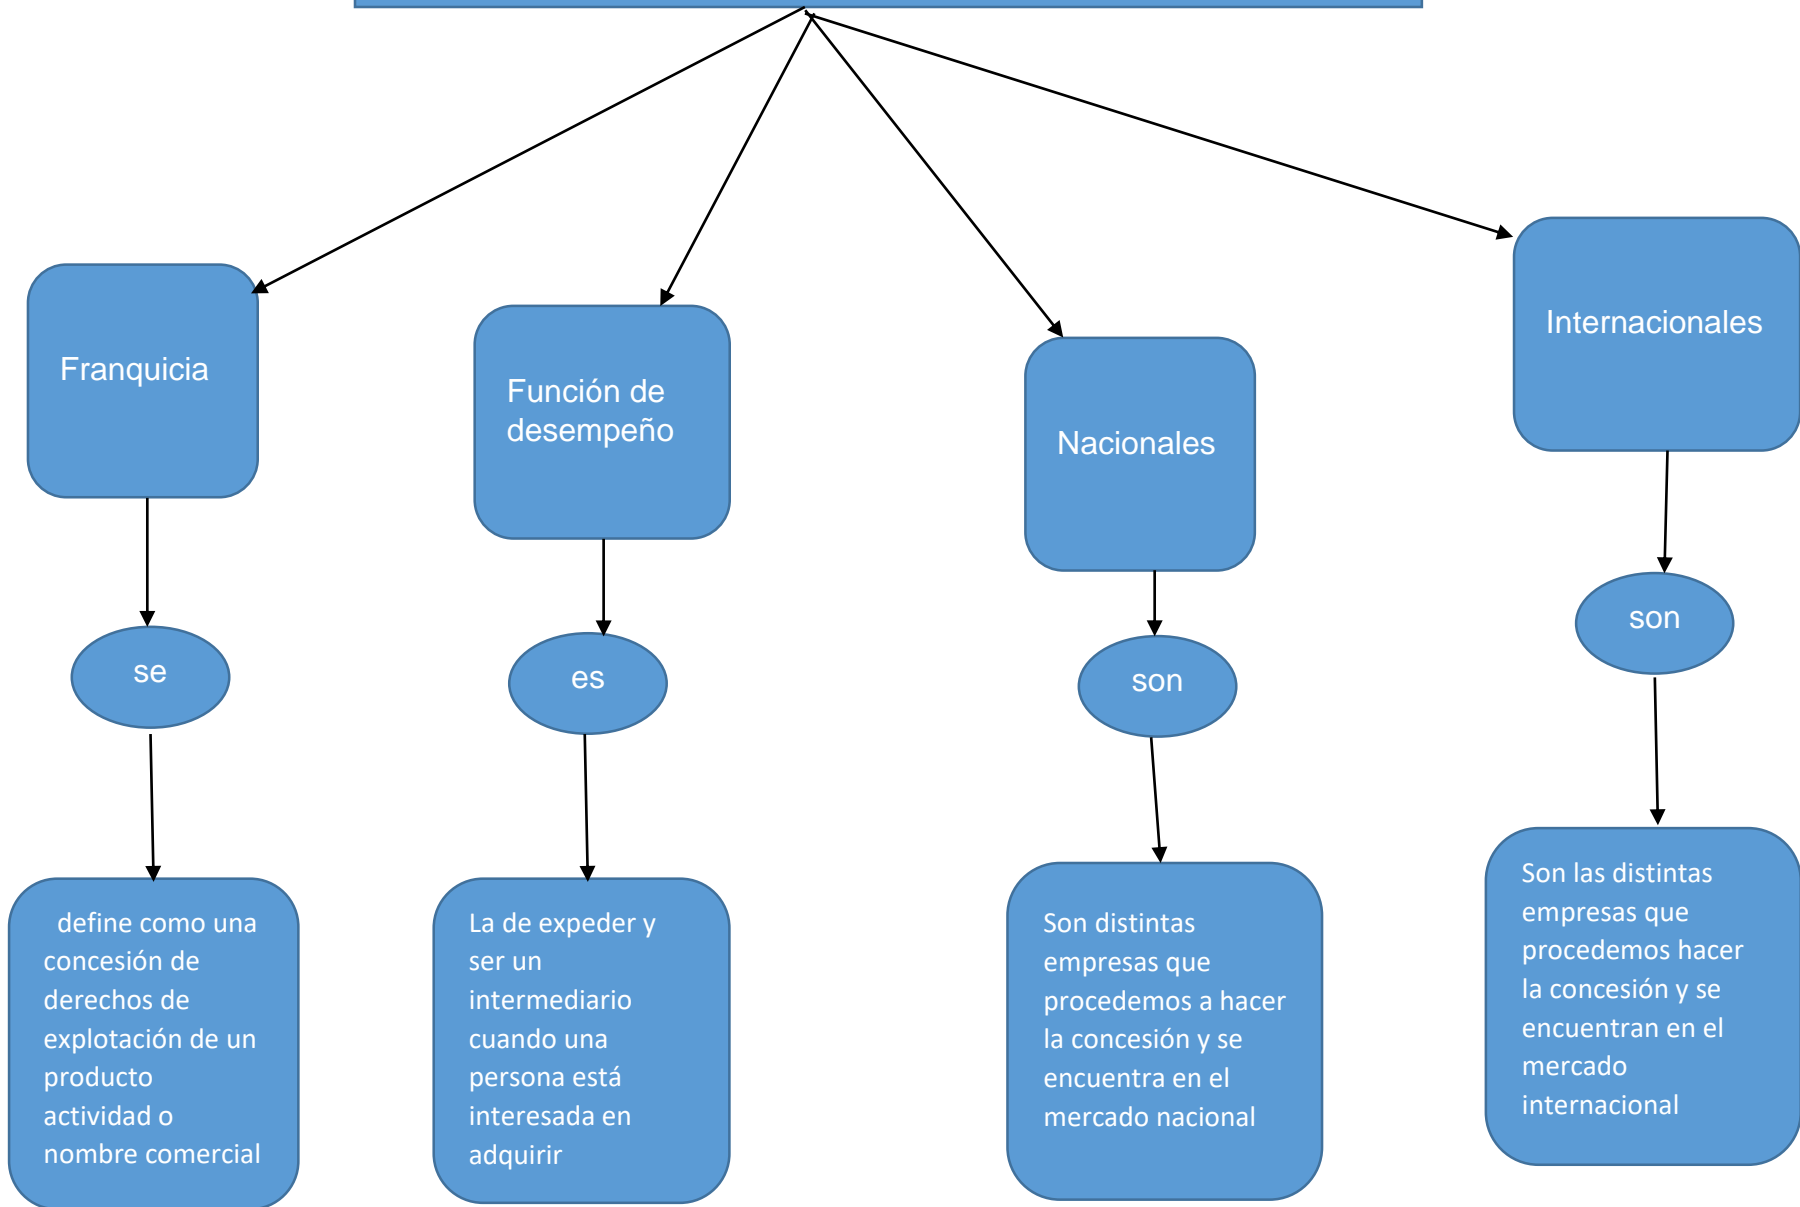 Franquicia
Función de
desempeño
Nacionales
Internacionales
se
es
son
son
define como una
concesión de
derechos de
explotación de un
producto
actividad o
nombre comercial
La de expeder y
ser un
intermediario
cuando una
persona está
interesada en
adquirir
Son distintas
empresas que
procedemos a hacer
la concesión y se
encuentra en el
mercado nacional
Son las distintas
empresas que
procedemos hacer
la concesión y se
encuentran en el
mercado
internacional